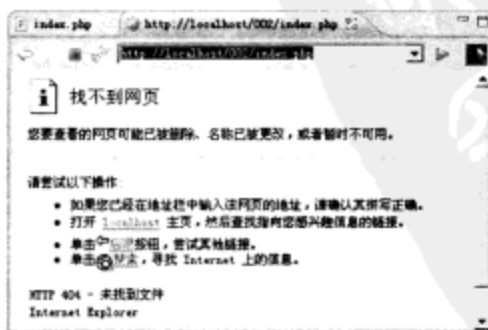 index.php
http://localhost/002/index.php
http://localhost/002/index.php
找不到网页
您要查看的网页可能已被删除、名称已被更改，或者暂时不可用。
请尝试以下操作:
如果您已经在地址栏中输入该网页的地址，请确认其拼写正确。
打开 localhost 主页，然后查找指向您感兴趣信息的链接。
单击后退按钮，尝试其他链接。
单击搜索，寻找 Internet 上的信息。
HTTP 404 - 未找到文件
Internet Explorer